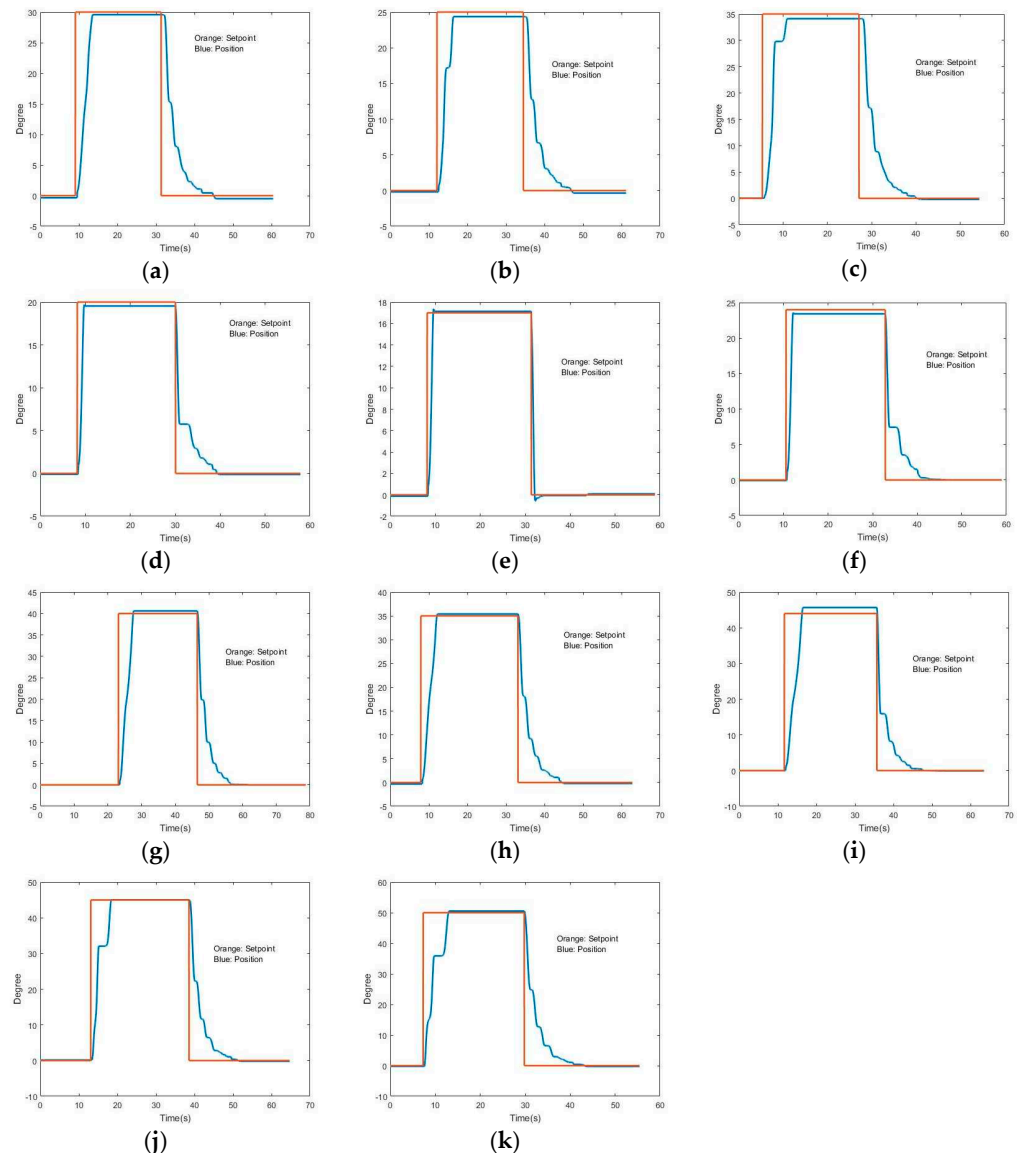 30
25
20
15
10
5
0
-5
Degree
Orange: Setpoint
Blue: Position
0 10 20 30 40 50 60 70
Time(s)
(a)
25
20
15
10
5
0
-5
Degree
Orange: Setpoint
Blue: Position
0 10 20 30 40 50 60 70
Time(s)
(b)
35
30
25
20
15
10
5
0
-5
Degree
Orange: Setpoint
Blue: Position
0 10 20 30 40 50 60
Time(s)
(c)
20
15
10
5
0
-5
Degree
Orange: Setpoint
Blue: Position
0 10 20 30 40 50 60
Time(s)
(d)
18
16
14
12
10
8
6
4
2
0
-2
Degree
Orange: Setpoint
Blue: Position
0 10 20 30 40 50 60
Time(s)
(e)
25
20
15
10
5
0
-5
Degree
Orange: Setpoint
Blue: Position
0 10 20 30 40 50 60
Time(s)
(f)
45
40
35
30
25
20
15
10
5
0
-5
Degree
Orange: Setpoint
Blue: Position
0 10 20 30 40 50 60 70 80
Time(s)
(g)
40
35
30
25
20
15
10
5
0
-5
Degree
Orange: Setpoint
Blue: Position
0 10 20 30 40 50 60 70
Time(s)
(h)
50
40
30
20
10
0
-10
Degree
Orange: Setpoint
Blue: Position
0 10 20 30 40 50 60 70
Time(s)
(i)
50
40
30
20
10
0
-10
Degree
Orange: Setpoint
Blue: Position
0 10 20 30 40 50 60 70
Time(s)
(j)
60
50
40
30
20
10
0
-10
Degree
Orange: Setpoint
Blue: Position
0 10 20 30 40 50 60
Time(s)
(k)